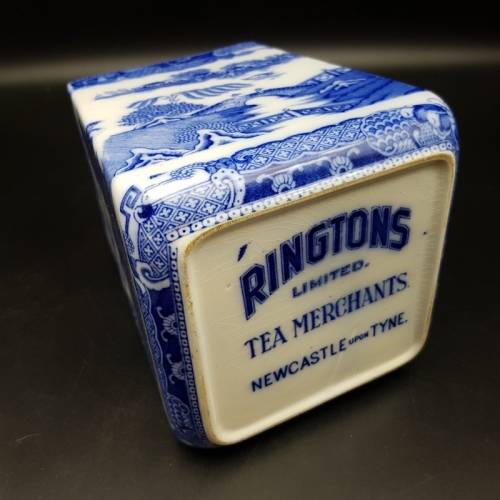 RINGTONS
LIMITED.
TEA MERCHANTS.
NEWCASTLE UPON TYNE.